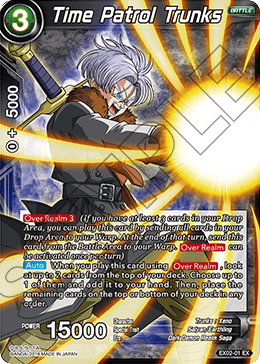 3
Time Patrol Trunks
BATTLE
0 + 5000
Over Realm 3 (If you have at least 3 cards in your Drop
Area, you can play this card by sending all cards in your
Drop Area to your Warp. At the end of that turn, send this
card from the Battle Area to your Warp. Over Realm can
be activated once per turn)
Auto When you play this card using Over Realm, look
at up to 2 cards from the top of your deck. Choose up to
1 of them and add it to your hand. Then, place the
remaining cards on the top or bottom of your deck in any
order.
POWER 15000
Character Trunks : Xeno
Special Trait Saiyan/Earthling
Era Dark Demon Realm Saga
BANDAI 2018 MADE IN JAPAN
EX02-01 EX